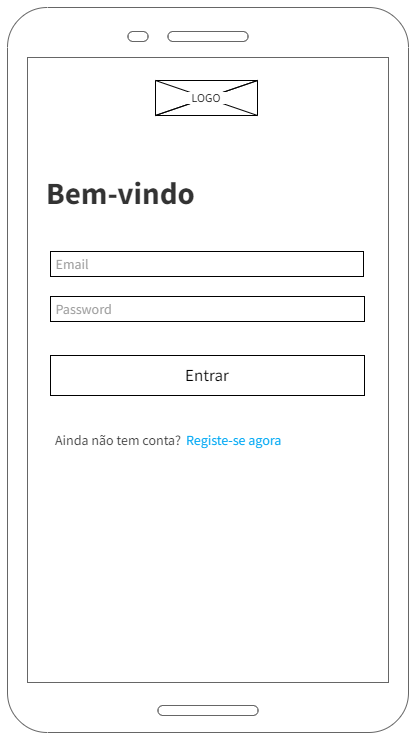 LOGO
Bem-vindo
Email
Password
Entrar
Ainda não tem conta? Registe-se agora